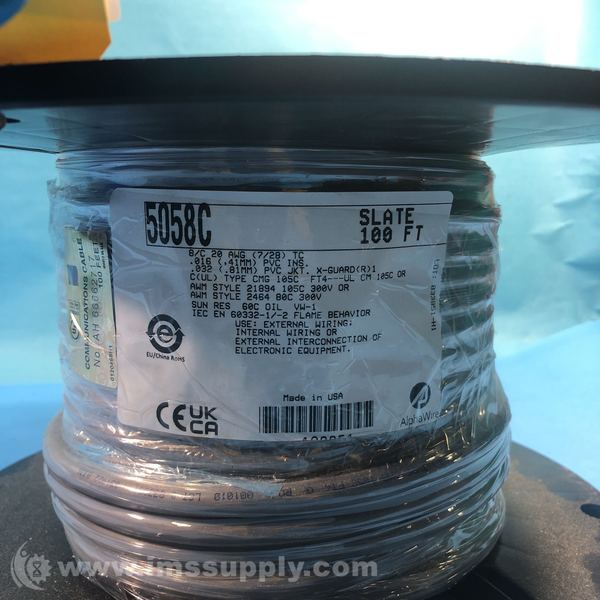 5058C
SLATE
100 FT
8/C 20 AWG (7/28) TC
.016 (.41MM) PVC INS.
.032 (.81MM) PVC JKT. X-GUARD(R)1
C(UL) TYPE CMG 105C FT4---UL CM 105C OR
AWM STYLE 21894 105C 300V OR
AWM STYLE 2464 80C 300V
SUN RES 60C OIL VW-1
IEC EN 60332-1/-2 FLAME BEHAVIOR
USE: EXTERNAL WIRING;
INTERNAL WIRING OR
EXTERNAL INTERCONNECTION OF
ELECTRONIC EQUIPMENT.
e
EU/China RoHS
Made in USA
CE UK
CA
AlphaWire
COMMUNICATIONS CABLE
100 FEET
www.imssupply.com/